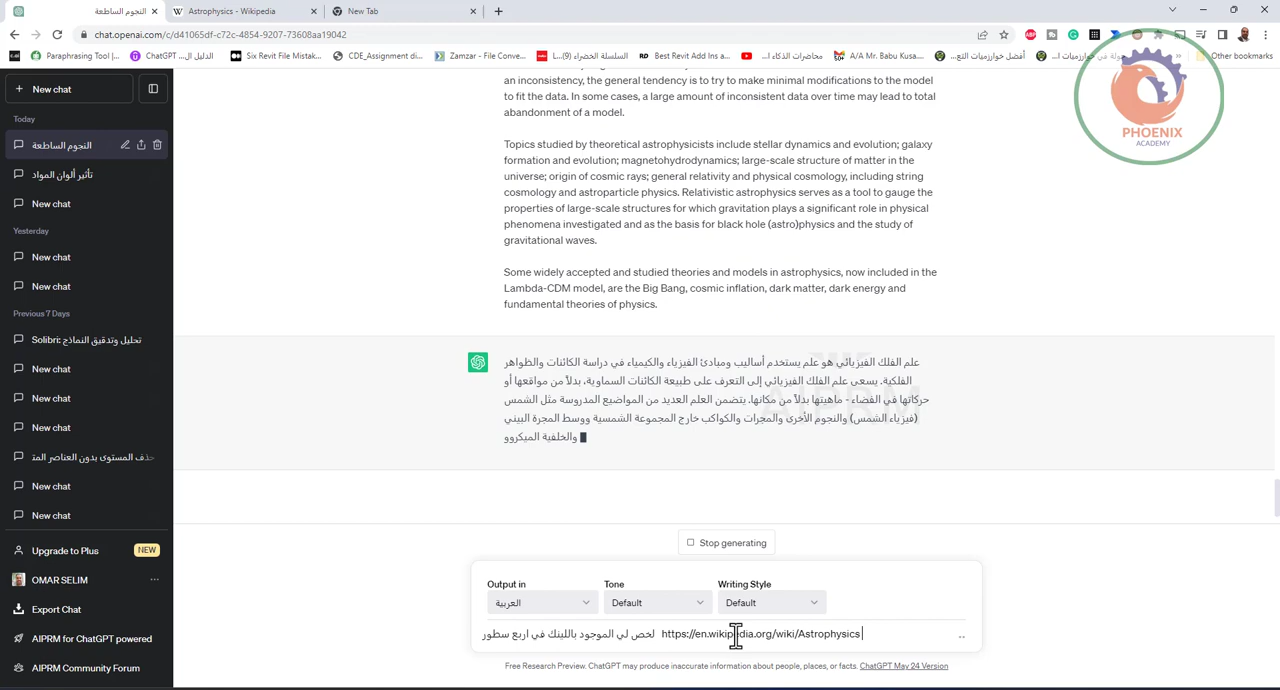 النجوم الساطعة
Astrophysics - Wikipedia
New Tab
chat.openai.com/c/d41065df-c72c-4854-9207-73608aa19042
Paraphrasing Tool |...
ChatGPT الدليل ال...
Six Revit File Mistak...
CDE_Assignment di...
Zamzar - File Conve...
السلسلة الخضراء (9)...
Best Revit Add Ins a...
محاضرات الذكاء ا...
A/A Mr. Babu Kusa...
أفضل خوارزميات التع...
Other bookmarks
PHOENIX
ACADEMY
New chat
Today
النجوم الساطعة
تأثير ألوان المواد
New chat
Yesterday
New chat
New chat
Previous 7 Days
Solibri: تحليل وتدقيق النماذج
New chat
New chat
New chat
حذف المستوى بدون العناصر المت
New chat
New chat
Upgrade to Plus
NEW
OMAR SELIM
Export Chat
AIPRM for ChatGPT powered
AIPRM Community Forum
an inconsistency, the general tendency is to try to make minimal modifications to the model
to fit the data. In some cases, a large amount of inconsistent data over time may lead to total
abandonment of a model.
Topics studied by theoretical astrophysicists include stellar dynamics and evolution; galaxy
formation and evolution; magnetohydrodynamics; large-scale structure of matter in the
universe; origin of cosmic rays; general relativity and physical cosmology, including string
cosmology and astroparticle physics. Relativistic astrophysics serves as a tool to gauge the
properties of large-scale structures for which gravitation plays a significant role in physical
phenomena investigated and as the basis for black hole (astro)physics and the study of
gravitational waves.
Some widely accepted and studied theories and models in astrophysics, now included in the
Lambda-CDM model, are the Big Bang, cosmic inflation, dark matter, dark energy and
fundamental theories of physics.
علم الفلك الفيزيائي هو علم يستخدم أساليب ومبادئ الفيزياء والكيمياء في دراسة الكائنات والظواهر
الفلكية. يسعى علم الفلك الفيزيائي إلى التعرف على طبيعة الكائنات السماوية، بدلاً من مواقعها أو
حركاتها في الفضاء - ماهيتها بدلاً من مكانها. يتضمن العلم العديد من المواضيع المدروسة مثل الشمس
(فيزياء الشمس) والنجوم الأخرى والمجرات والكواكب خارج المجموعة الشمسية ووسط المجرة البيني
والخلفية الميكروو
AIPRM
Stop generating
Output in
Tone
Writing Style
العربية
Default
Default
لخص لي الموجود باللينك في اربع سطور https://en.wikipedia.org/wiki/Astrophysics
Free Research Preview. ChatGPT may produce inaccurate information about people, places, or facts. ChatGPT May 24 Version